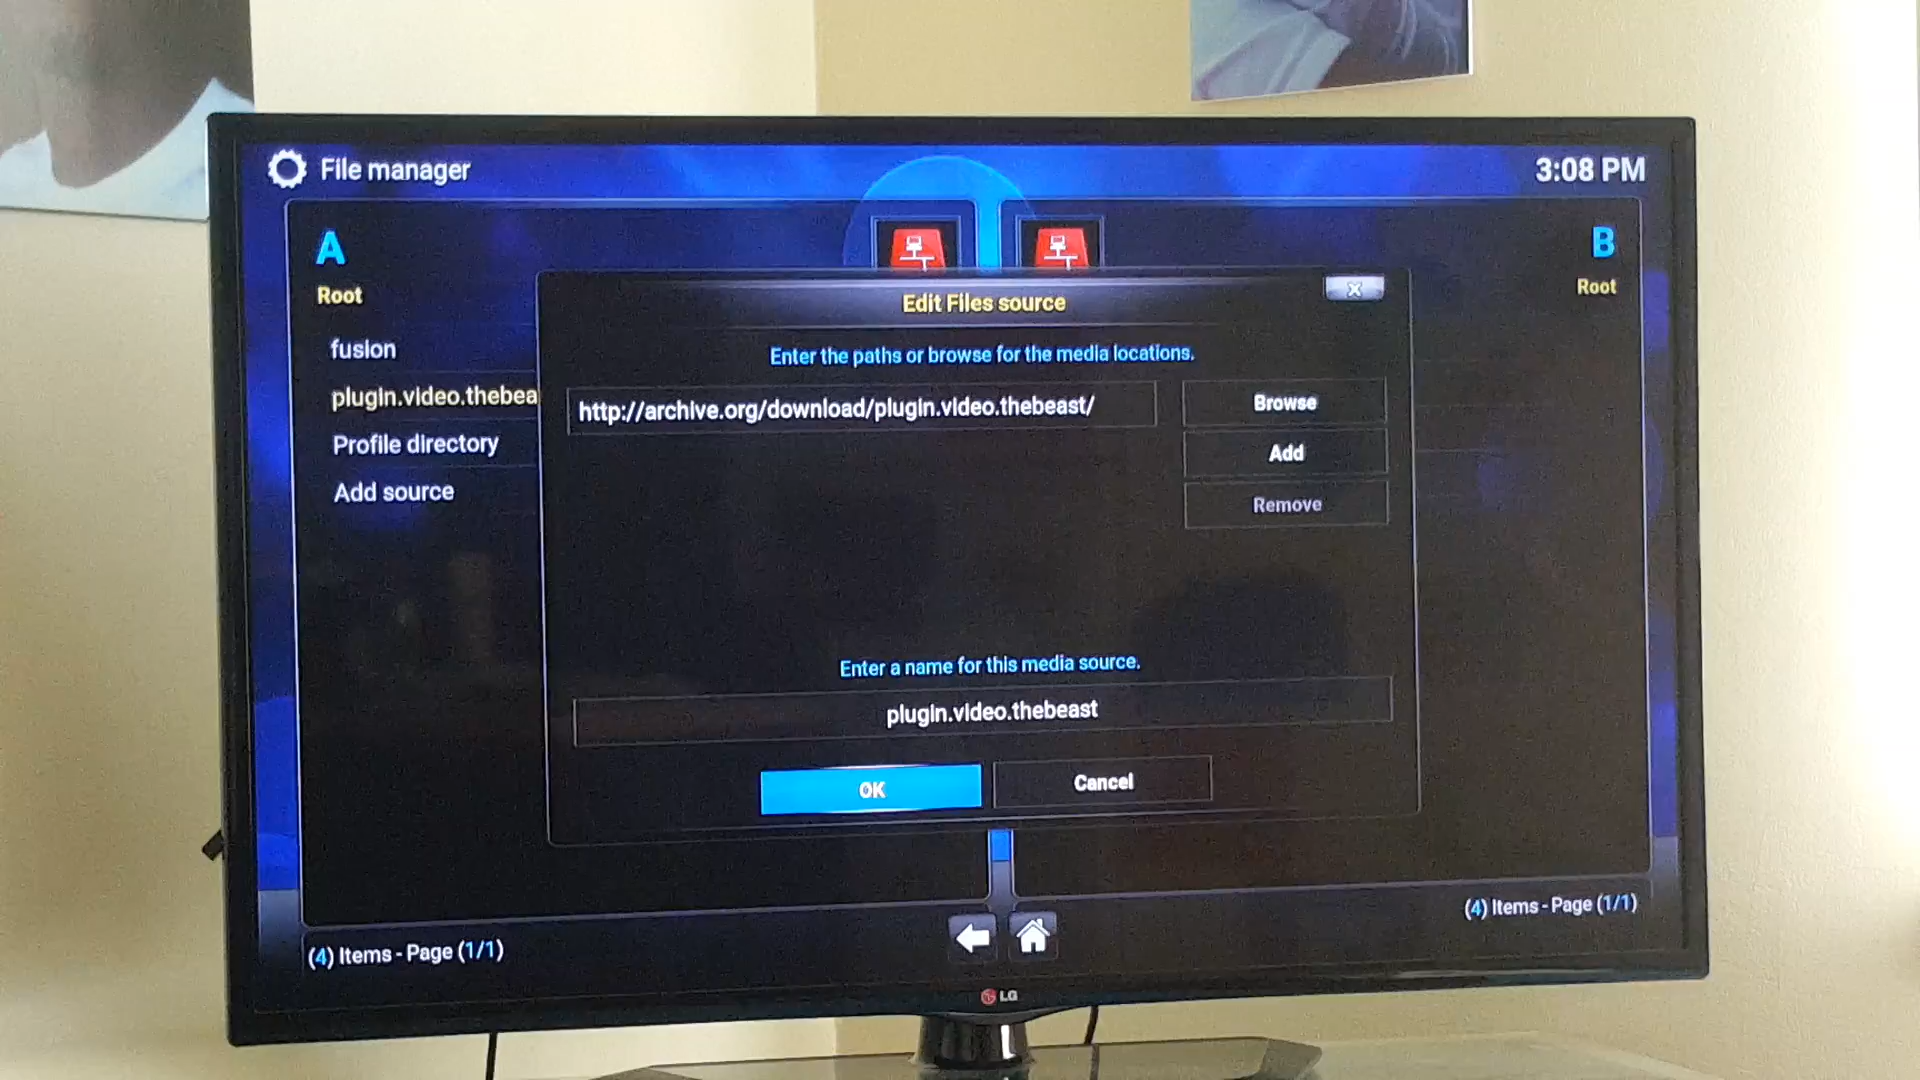 File manager
3:08 PM
A
B
Root
Root
fusion
plugin.video.thebea
Profile directory
Add source
Edit Files source
x
Enter the paths or browse for the media locations.
http://archive.org/download/plugin.video.thebeast/
Browse
Add
Remove
Enter a name for this media source.
plugin.video.thebeast
OK
Cancel
(4) Items - Page (1/1)
(4) Items - Page (1/1)
LG